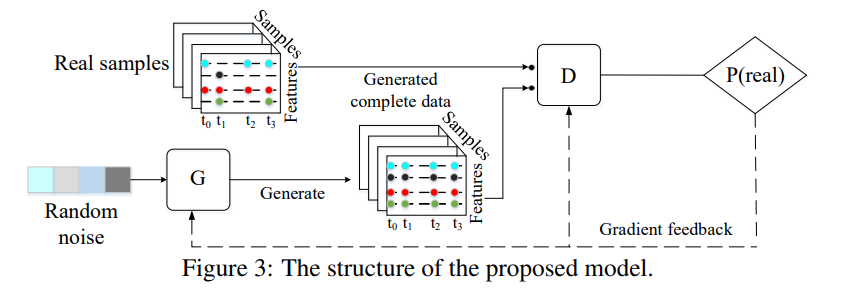 Samples
Real samples
Features
t0 t1 t2 t3
Generated
complete data
D
P(real)
Samples
G
Generate
Features
t0 t1 t2 t3
Random
noise
Gradient feedback
Figure 3: The structure of the proposed model.